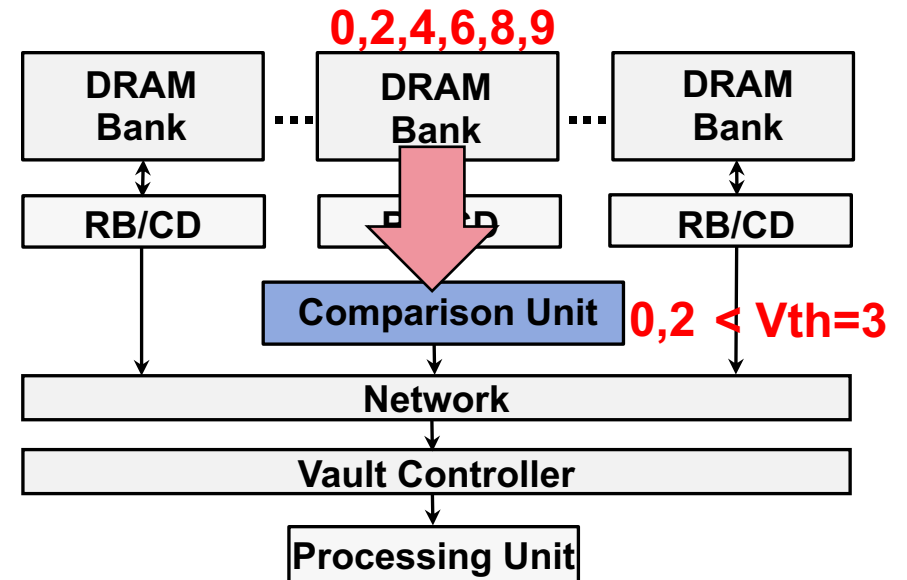 0,2,4,6,8,9
DRAM
Bank
DRAM
Bank
DRAM
Bank
RB/CD
RB/CD
Comparison Unit
0,2 < Vth=3
Network
Vault Controller
Processing Unit